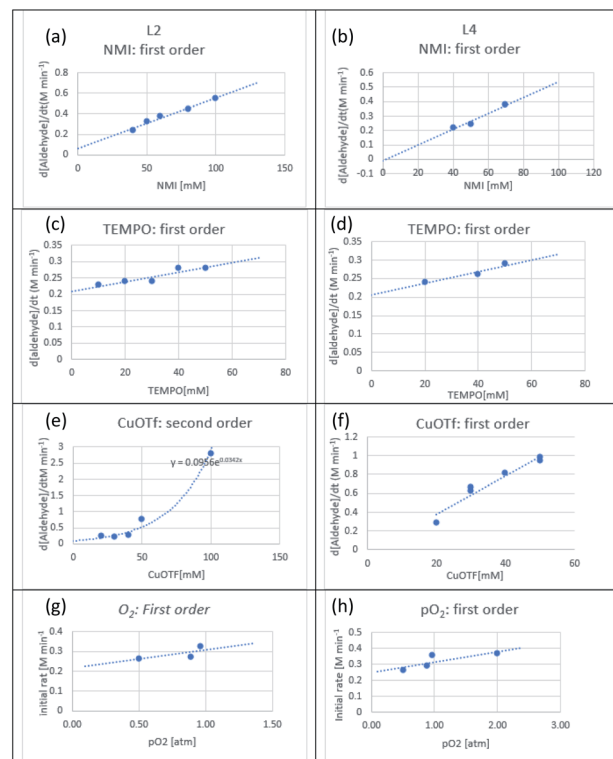 (a)
L2
NMI: first order
d[Aldehyde]/dt(M min⁻¹)
0.8
0.6
0.4
0.2
0
0
50
100
150
NMI [mM]
(b)
L4
NMI: first order
d[Aldehyde]/dt(M min⁻¹)
0.6
0.5
0.4
0.3
0.2
0.1
0
-0.1
0
20
40
60
80
100
120
NMI [mM]
(c)
TEMPO: first order
d[aldehyde]/dt (M min⁻¹)
0.35
0.3
0.25
0.2
0.15
0.1
0.05
0
0
20
40
60
80
TEMPO[mM]
(d)
TEMPO: first order
d[aldehyde]/dt (M min⁻¹)
0.35
0.3
0.25
0.2
0.15
0.1
0.05
0
0
20
40
60
80
TEMPO[mM]
(e)
CuOTf: second order
d[Aldehyde]/dtM min⁻¹)
3
2.5
2
1.5
1
0.5
0
y = 0.0956e^0.0342x
0
50
100
150
CuOTF[mM]
(f)
CuOTf: first order
d[Aldehyde]/dt(M min⁻¹)
1.2
1
0.8
0.6
0.4
0.2
0
0
20
40
60
CuOTF[mM]
(g)
O₂: First order
initial rat [M min⁻¹
0.4
0.3
0.2
0.1
0
0.00
0.50
1.00
1.50
pO2 [atm]
(h)
pO₂: first order
Initial rate [M min⁻¹
0.5
0.4
0.3
0.2
0.1
0
0.00
1.00
2.00
3.00
pO2 [atm]